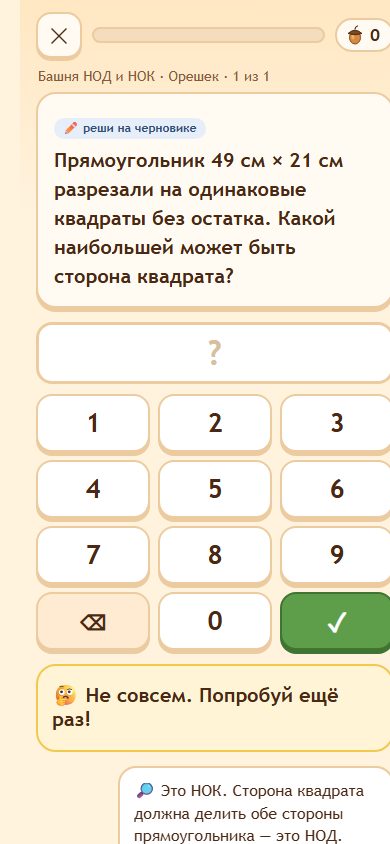 0
Башня НОД и НОК · Орешек · 1 из 1
реши на черновике
Прямоугольник 49 см × 21 см
разрезали на одинаковые
квадраты без остатка. Какой
наибольшей может быть
сторона квадрата?
?
1 2 3
4 5 6
7 8 9
0
Не совсем. Попробуй ещё
раз!
Это НОК. Сторона квадрата
должна делить обе стороны
прямоугольника — это НОД.